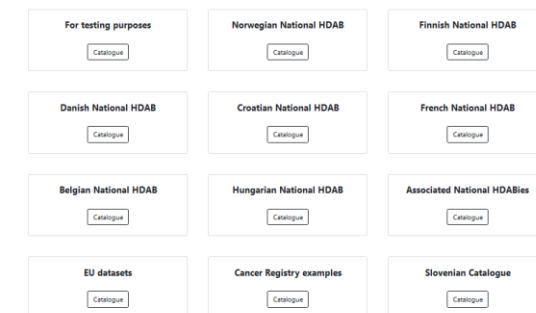 For testing purposes
Catalogue
Norwegian National HDAB
Catalogue
Finnish National HDAB
Catalogue
Danish National HDAB
Catalogue
Croatian National HDAB
Catalogue
French National HDAB
Catalogue
Belgian National HDAB
Catalogue
Hungarian National HDAB
Catalogue
Associated National HDABies
Catalogue
EU datasets
Catalogue
Cancer Registry examples
Catalogue
Slovenian Catalogue
Catalogue